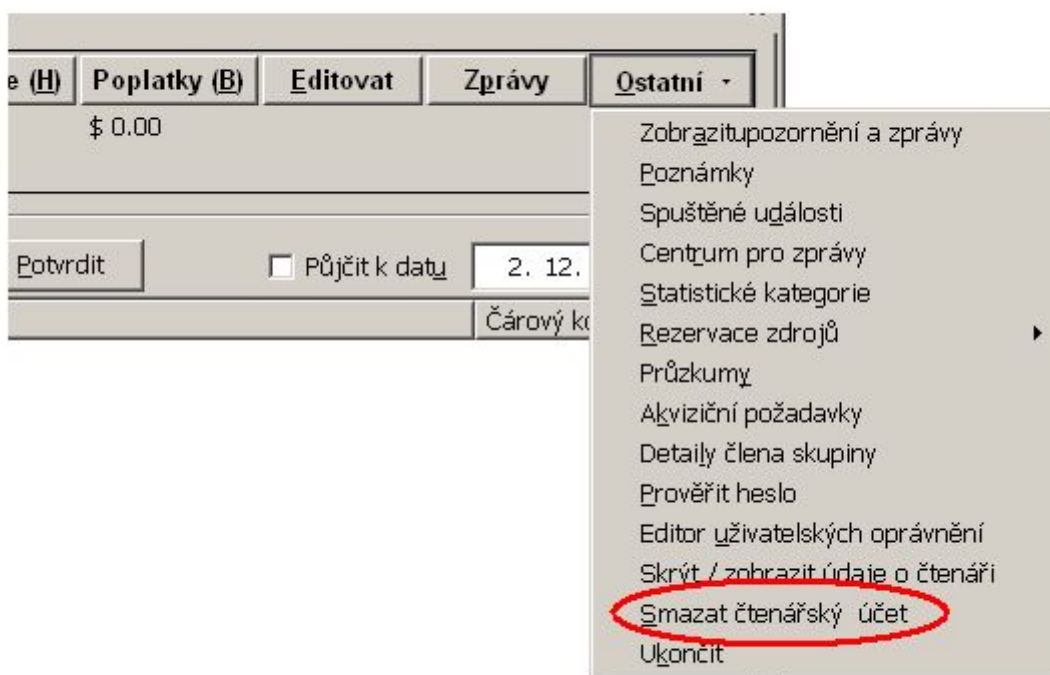 e (H) Poplatky (B) Editovat Zprávy Ostatní
$ 0.00
Zobrazitupozornění a zprávy
Poznámky
Spuštěné události
Potvrdit Půjčit k datu 2. 12.
Centrum pro zprávy
Statistické kategorie
Čárový ko
Rezervace zdrojů
Průzkumy
Akviziční požadavky
Detaily člena skupiny
Prověřit heslo
Editor uživatelských oprávnění
Skrýt / zobrazit údaje o čtenáři
Smazat čtenářský účet
Ukončit